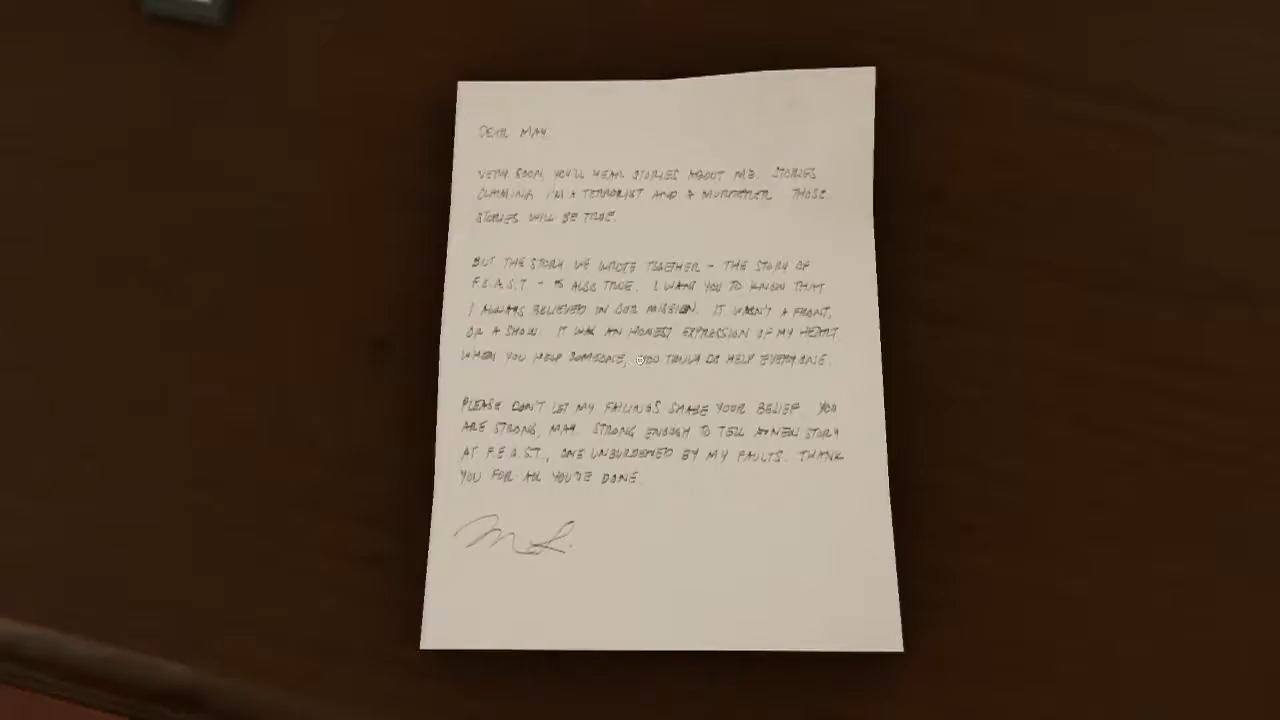 DEAR MAY
VERY SOON, YOU'LL HEAR STORIES ABOUT ME. STORIES
CLAIMING I'M A TERRORIST AND A MURDERER THOSE
STORIES WILL BE TRUE.
BUT THE STORY WE WROTE TOGETHER - THE STORY OF
F.E.A.S.T - IS ALSO TRUE. I WANT YOU TO KNOW THAT
I ALWAYS BELIEVED IN OUR MISSION. IT WASN'T A FRONT,
OR A SHOW. IT WAS AN HONEST EXPRESSION OF MY HEART
WHEN YOU HELP SOMEONE, YOU HELP EVERYONE.
PLEASE DON'T LET MY FAILINGS SHAKE YOUR BELIEF YOU
ARE STRONG, MAY. STRONG ENOUGH TO TELL A NEW STORY
AT F.E.A.S.T., ONE UNBURDENED BY MY FAULTS. THANK
YOU FOR ALL YOU'VE DONE.
M L.